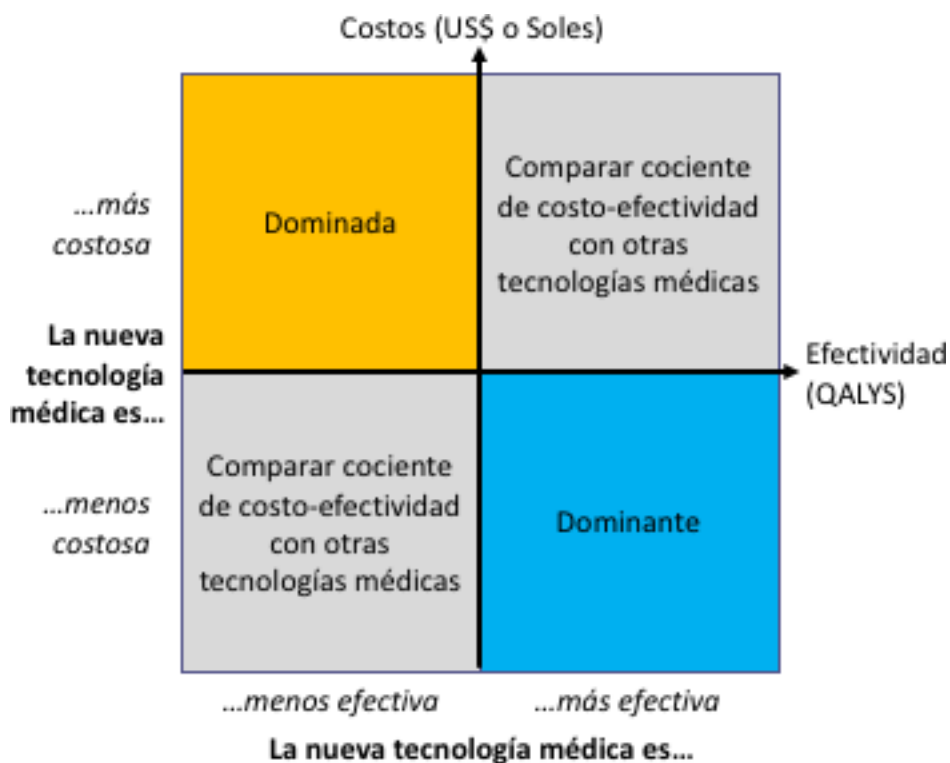 Costos (US$ o Soles)
...más
costosa
Dominada
Comparar cociente
de costo-efectividad
con otras
tecnologías médicas
La nueva
tecnología
médica es...
Efectividad
(QALYS)
...menos
costosa
Comparar cociente
de costo-efectividad
con otras
tecnologías médicas
Dominante
...menos efectiva
...más efectiva
La nueva tecnología médica es...